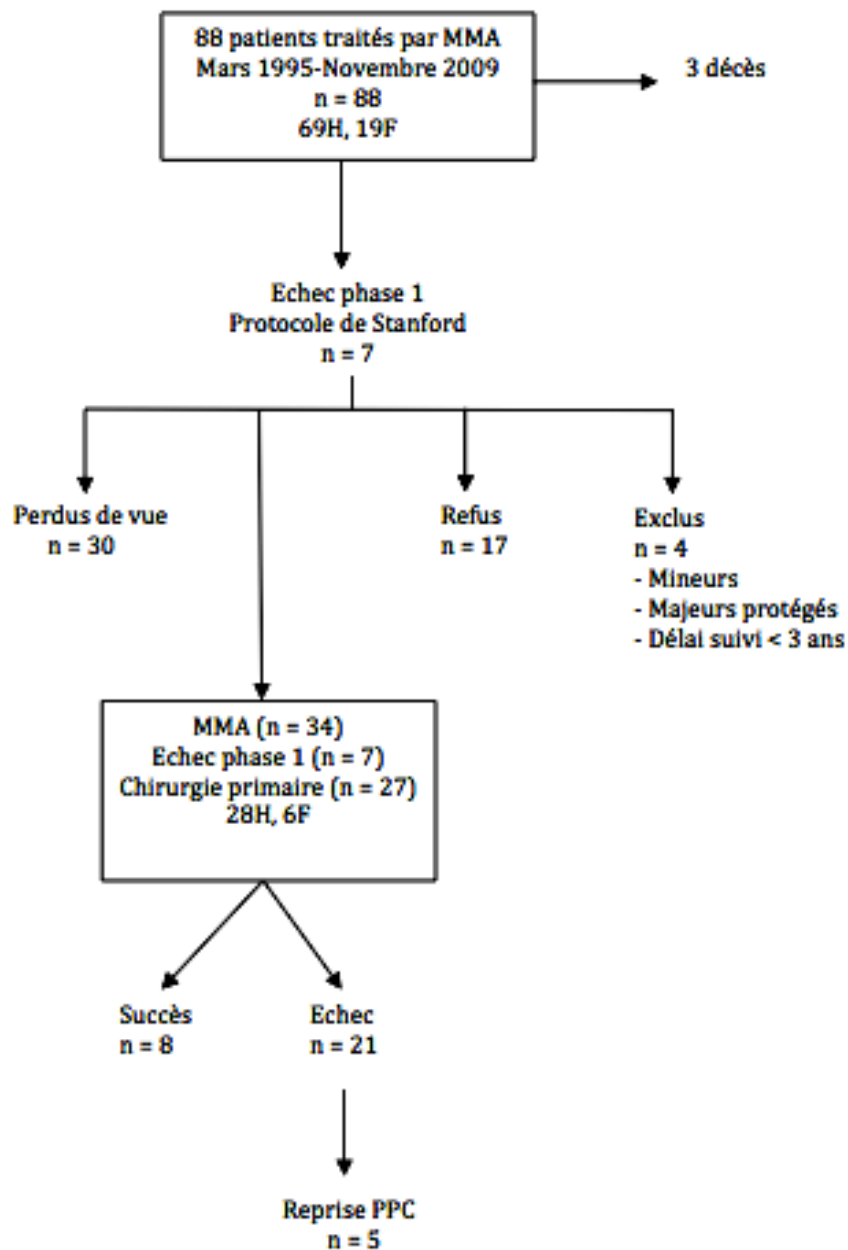 88 patients traités par MMA
Mars 1995-Novembre 2009
n = 88
69H, 19F
3 décès
Echec phase 1
Protocole de Stanford
n = 7
Perdus de vue
n = 30
Refus
n = 17
Exclus
n = 4
- Mineurs
- Majeurs protégés
- Délai suivi < 3 ans
MMA (n = 34)
Echec phase 1 (n = 7)
Chirurgie primaire (n = 27)
28H, 6F
Succès
n = 8
Echec
n = 21
Reprise PPC
n = 5